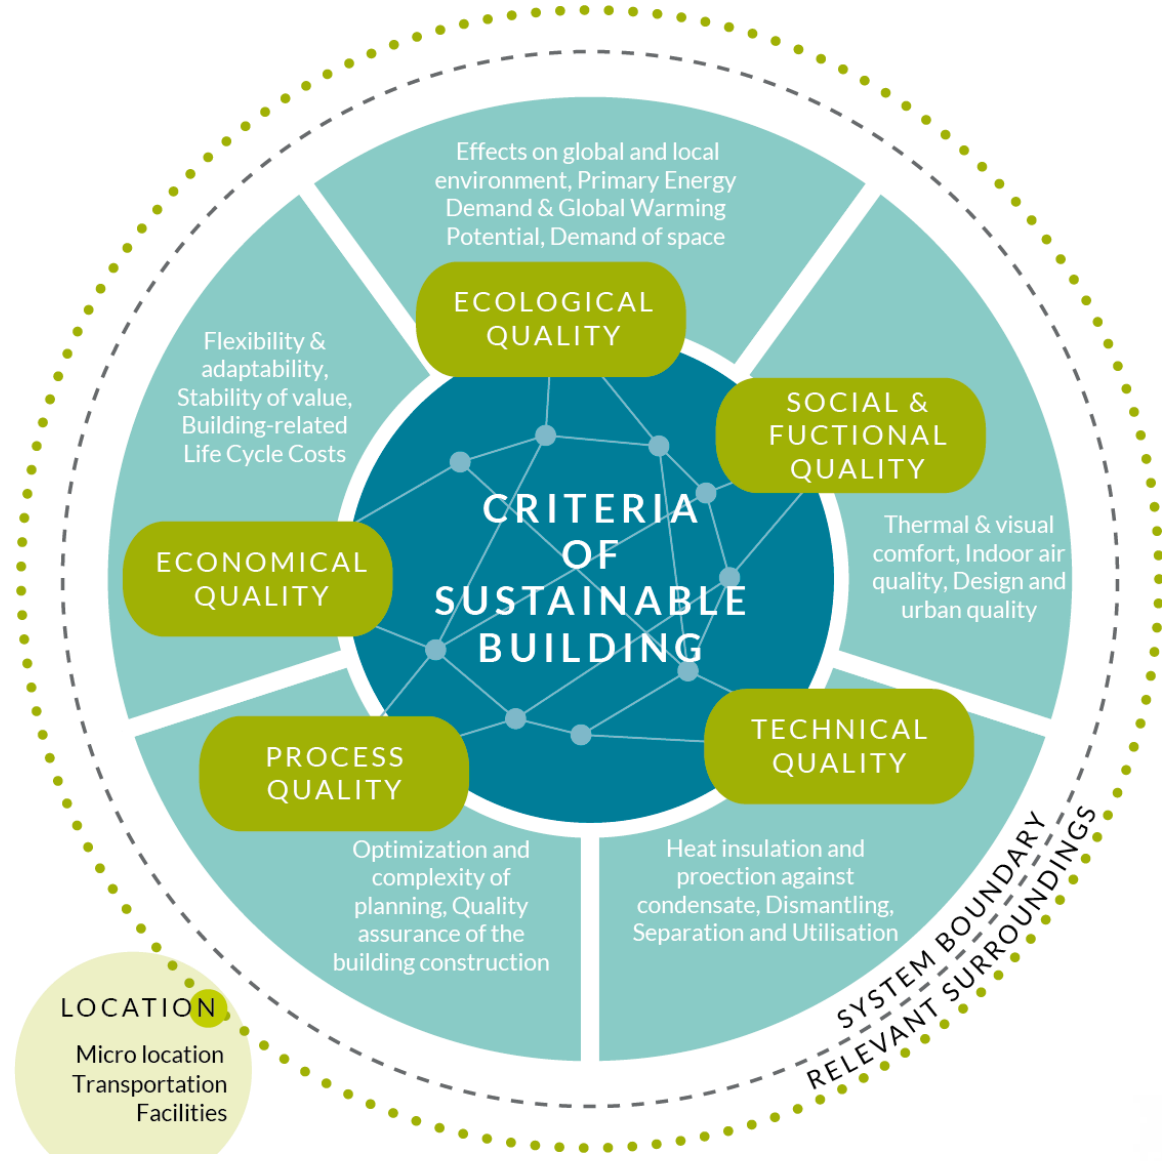 Effects on global and local
environment, Primary Energy
Demand & Global Warming
Potential, Demand of space
ECOLOGICAL
QUALITY
Flexibility &
adaptability,
Stability of value,
Building-related
Life Cycle Costs
ECONOMICAL
QUALITY
SOCIAL &
FUCTIONAL
QUALITY
Thermal & visual
comfort, Indoor air
quality, Design and
urban quality
CRITERIA
OF
SUSTAINABLE
BUILDING
PROCESS
QUALITY
Optimization and
complexity of
planning, Quality
assurance of the
building construction
TECHNICAL
QUALITY
Heat insulation and
proection against
condensate, Dismantling,
Separation and Utilisation
SYSTEM BOUNDARY
RELEVANT SURROUNDINGS
LOCATION
Micro location
Transportation
Facilities